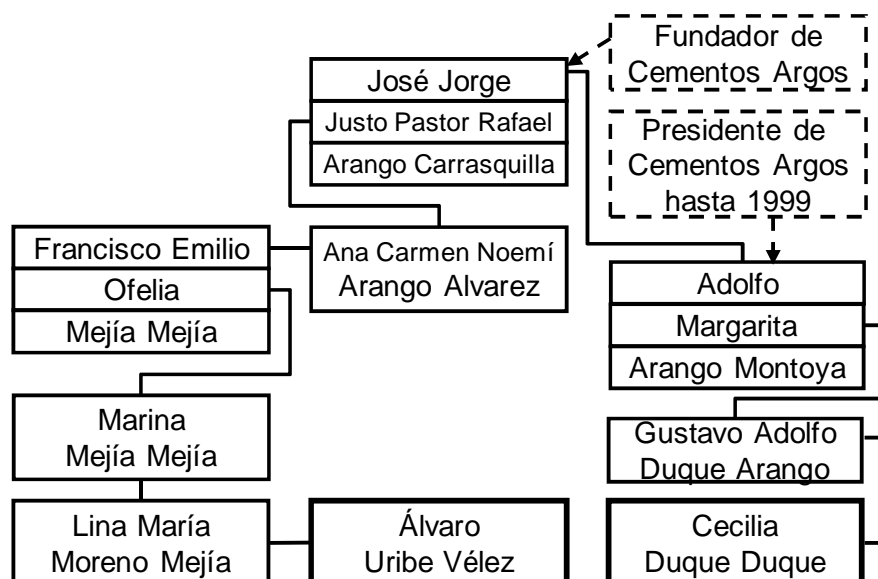 Fundador de
Cementos Argos
José Jorge
Justo Pastor Rafael
Arango Carrasquilla
Presidente de
Cementos Argos
hasta 1999
Francisco Emilio
Ofelia
Mejía Mejía
Ana Carmen Noemí
Arango Alvarez
Adolfo
Margarita
Arango Montoya
Marina
Mejía Mejía
Gustavo Adolfo
Duque Arango
Lina María
Moreno Mejía
Álvaro
Uribe Vélez
Cecilia
Duque Duque